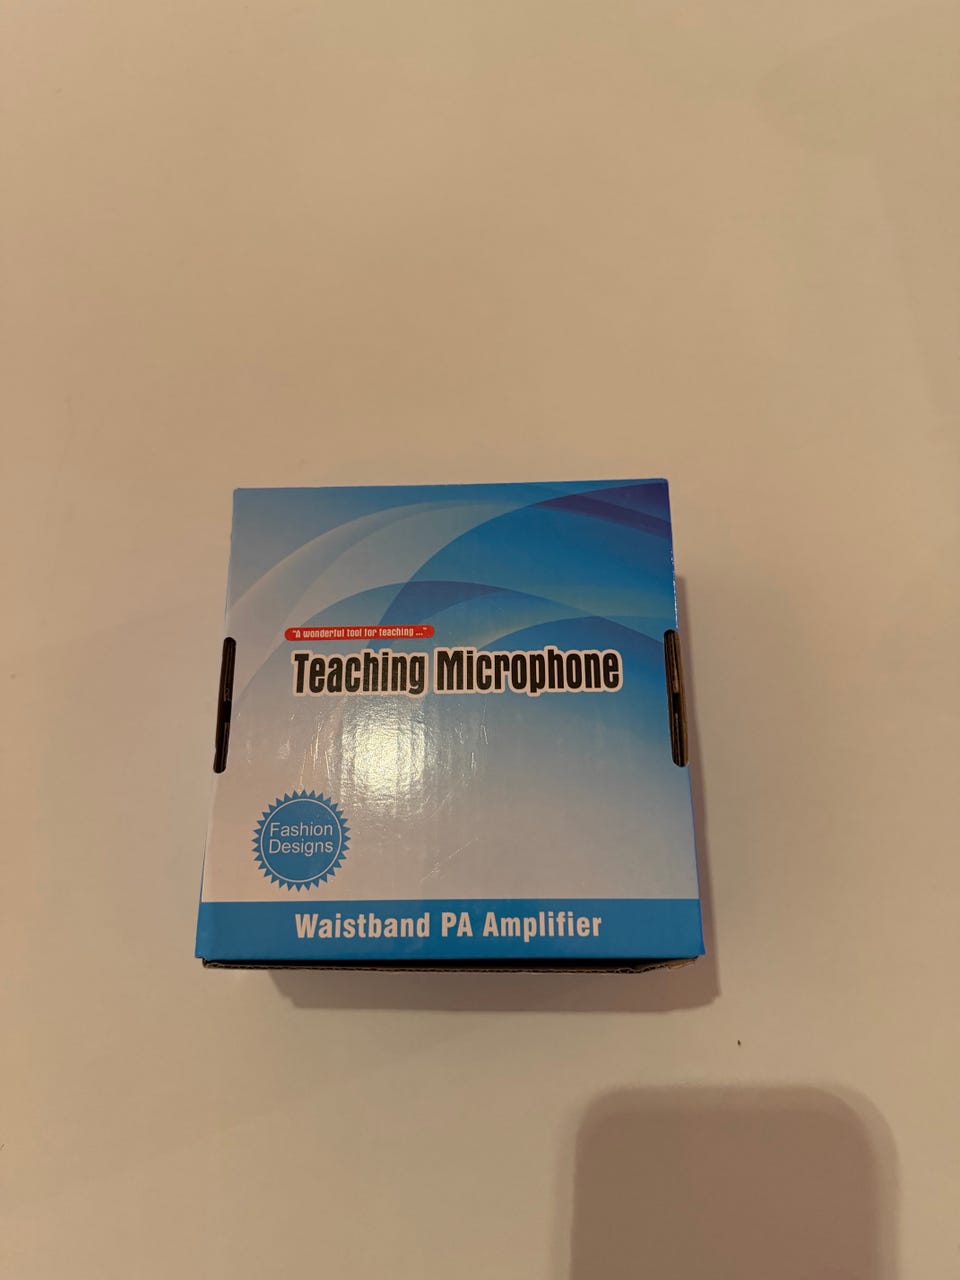 "A wonderful tool for teaching ..."
Teaching Microphone
Fashion
Designs
Waistband PA Amplifier